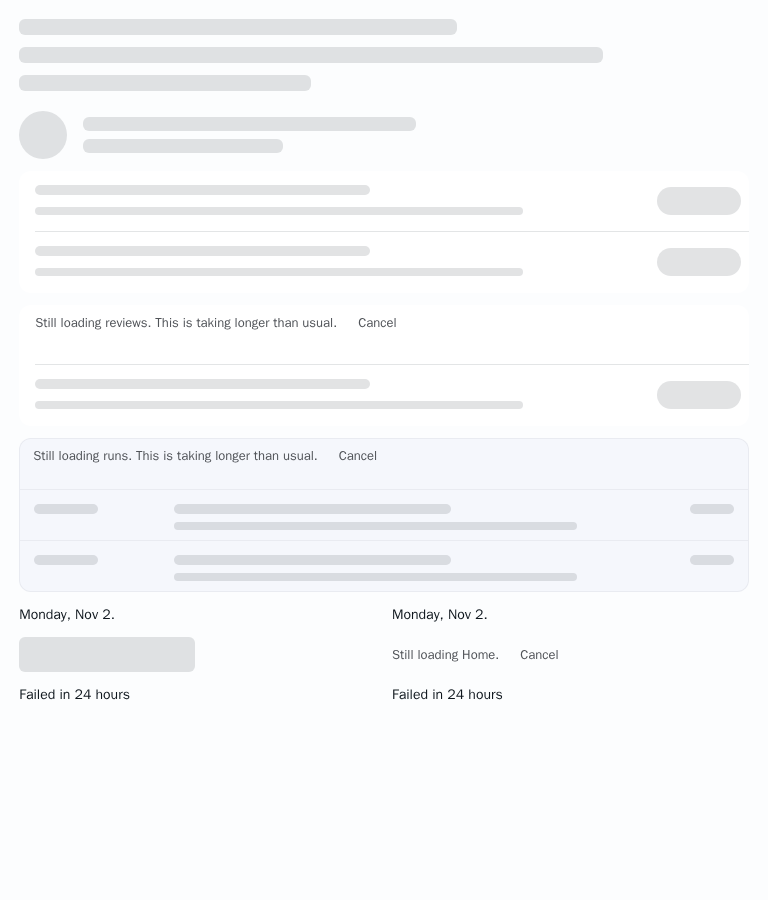 Still loading reviews. This is taking longer than usual. Cancel
Still loading runs. This is taking longer than usual. Cancel
Monday, Nov 2.
Monday, Nov 2.
Still loading Home. Cancel
Failed in 24 hours
Failed in 24 hours